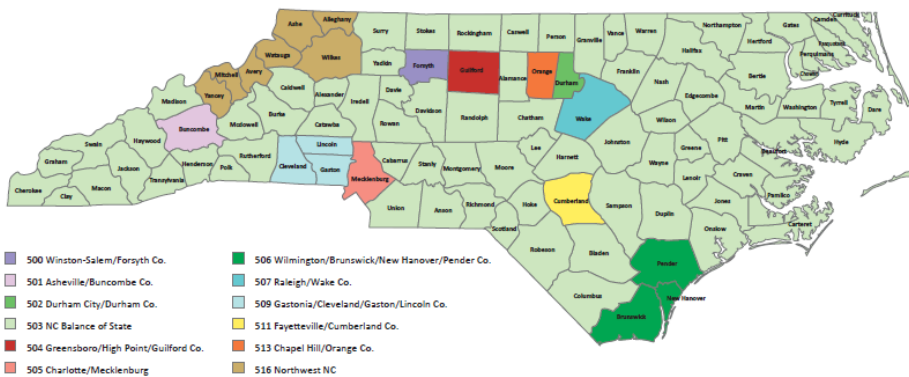 Ashe
Alleghany
Surry
Stokes
Rockingham
Caswell
Person
Granville
Vance
Warren
Northampton
Gates
Camden
Currituck
Pasquotank
Perquimans
Chowan
Hertford
Halifax
Watauga
Wilkes
Yadkin
Forsyth
Guilford
Alamance
Orange
Durham
Franklin
Nash
Bertie
Mitchell
Avery
Yancey
Caldwell
Alexander
Iredell
Davie
Davidson
Randolph
Chatham
Wake
Wilson
Edgecombe
Martin
Washington
Tyrrell
Dare
Madison
Buncombe
Mcdowell
Burke
Catawba
Rowan
Lee
Johnston
Greene
Pitt
Beaufort
Hyde
Swain
Haywood
Graham
Jackson
Henderson
Rutherford
Polk
Cleveland
Lincoln
Gaston
Mecklenburg
Cabarrus
Stanly
Montgomery
Moore
Harnett
Wayne
Lenoir
Craven
Pamlico
Cherokee
Clay
Macon
Transylvania
Union
Anson
Richmond
Hoke
Scotland
Cumberland
Sampson
Duplin
Jones
Onslow
Carteret
Robeson
Bladen
Pender
Columbus
New Hanover
Brunswick
500 Winston-Salem/Forsyth Co.
501 Asheville/Buncombe Co.
502 Durham City/Durham Co.
503 NC Balance of State
504 Greensboro/High Point/Guilford Co.
505 Charlotte/Mecklenburg
506 Wilmington/Brunswick/New Hanover/Pender Co.
507 Raleigh/Wake Co.
509 Gastonia/Cleveland/Gaston/Lincoln Co.
511 Fayetteville/Cumberland Co.
513 Chapel Hill/Orange Co.
516 Northwest NC